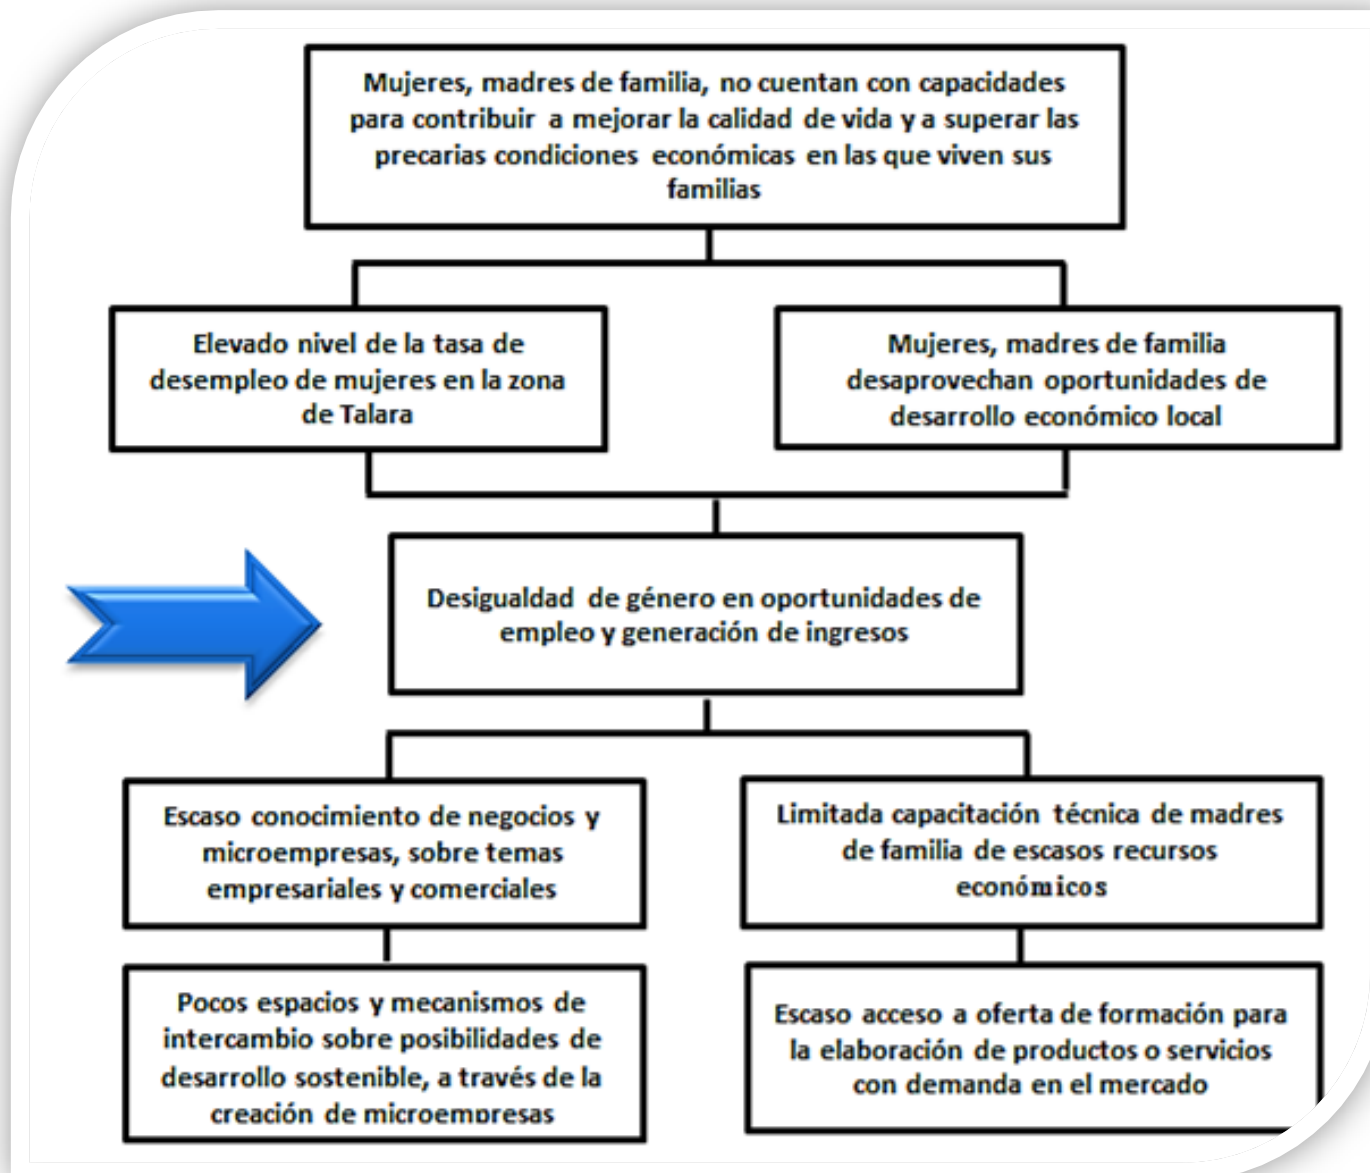 Mujeres, madres de familia, no cuentan con capacidades
para contribuir a mejorar la calidad de vida y a superar las
precarias condiciones económicas en las que viven sus
familias
Elevado nivel de la tasa de
desempleo de mujeres en la zona
de Talara
Mujeres, madres de familia
desaprovechan oportunidades de
desarrollo económico local
Desigualdad de género en oportunidades de
empleo y generación de ingresos
Escaso conocimiento de negocios y
microempresas, sobre temas
empresariales y comerciales
Limitada capacitación técnica de madres
de familia de escasos recursos
económicos
Pocos espacios y mecanismos de
intercambio sobre posibilidades de
desarrollo sostenible, a través de la
creación de microempresas
Escaso acceso a oferta de formación para
la elaboración de productos o servicios
con demanda en el mercado